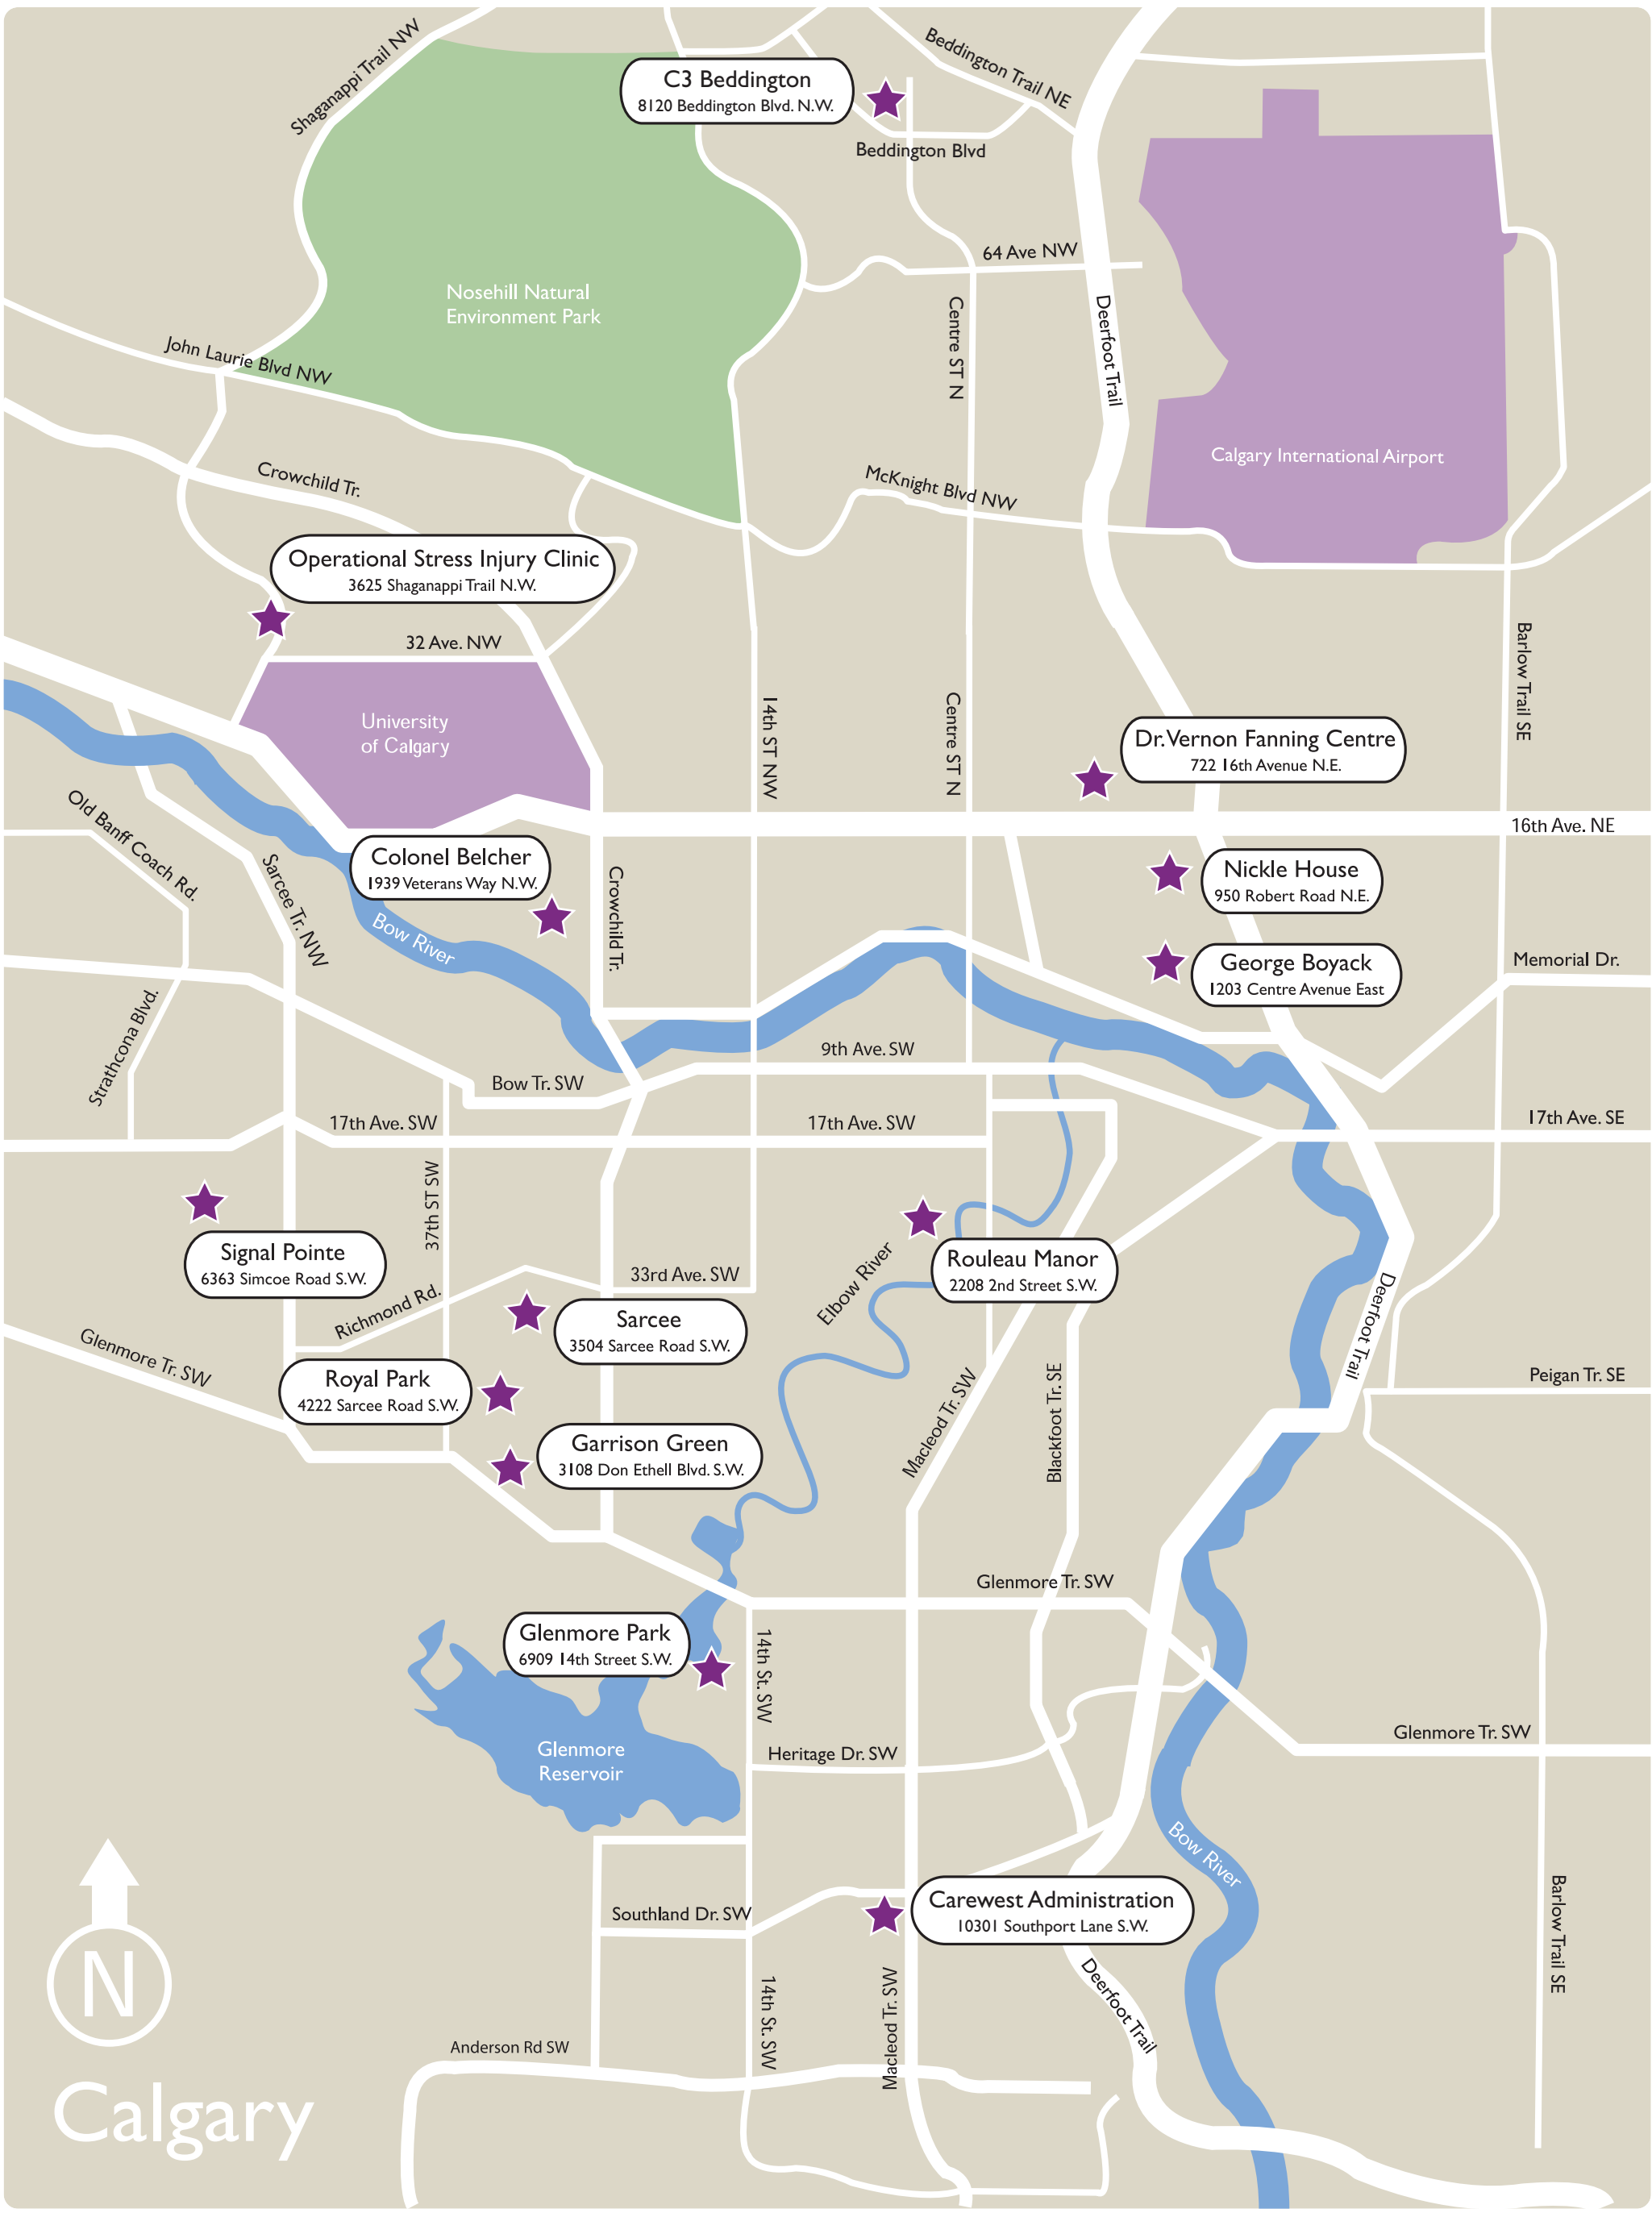 Shaganappi Trail NW
Beddington Trail NE
C3 Beddington
8120 Beddington Blvd. N.W.
Beddington Blvd
64 Ave NW
Nosehill Natural
Environment Park
Centre ST N
Deerfoot Trail
John Laurie Blvd NW
Calgary International Airport
Crowchild Tr.
McKnight Blvd NW
Operational Stress Injury Clinic
3625 Shaganappi Trail N.W.
32 Ave. NW
Barlow Trail SE
University
of Calgary
14th ST NW
Centre ST N
Dr. Vernon Fanning Centre
722 16th Avenue N.E.
16th Ave. NE
Old Banff Coach Rd.
Sarcee Tr. NW
Colonel Belcher
1939 Veterans Way N.W.
Crowchild Tr.
Nickle House
950 Robert Road N.E.
Bow River
George Boyack
1203 Centre Avenue East
Memorial Dr.
Strathcona Blvd.
9th Ave. SW
Bow Tr. SW
17th Ave. SW
17th Ave. SW
17th Ave. SE
37th ST SW
Signal Pointe
6363 Simcoe Road S.W.
Rouleau Manor
2208 2nd Street S.W.
Elbow River
33rd Ave. SW
Richmond Rd.
Sarcee
3504 Sarcee Road S.W.
Deerfoot Trail
Glenmore Tr. SW
Royal Park
4222 Sarcee Road S.W.
Peigan Tr. SE
Macleod Tr. SW
Blackfoot Tr. SE
Garrison Green
3108 Don Ethell Blvd. S.W.
Glenmore Tr. SW
Glenmore Park
6909 14th Street S.W.
14th St. SW
Glenmore Tr. SW
Glenmore
Reservoir
Heritage Dr. SW
Bow River
Carewest Administration
10301 Southport Lane S.W.
Southland Dr. SW
Barlow Trail SE
N
14th St. SW
Macleod Tr. SW
Deerfoot Trail
Anderson Rd SW
Calgary